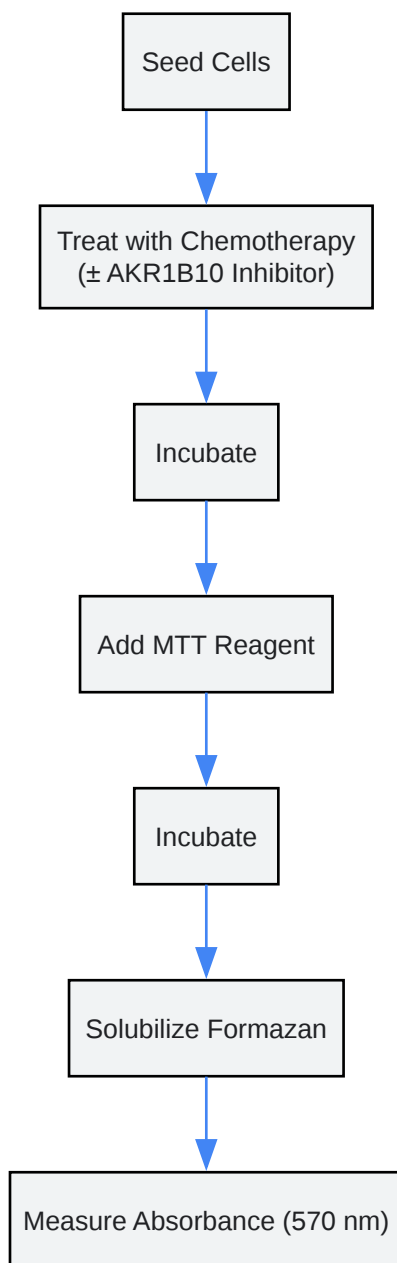 Seed Cells
Treat with Chemotherapy
(± AKR1B10 Inhibitor)
Incubate
Add MTT Reagent
Incubate
Solubilize Formazan
Measure Absorbance (570 nm)